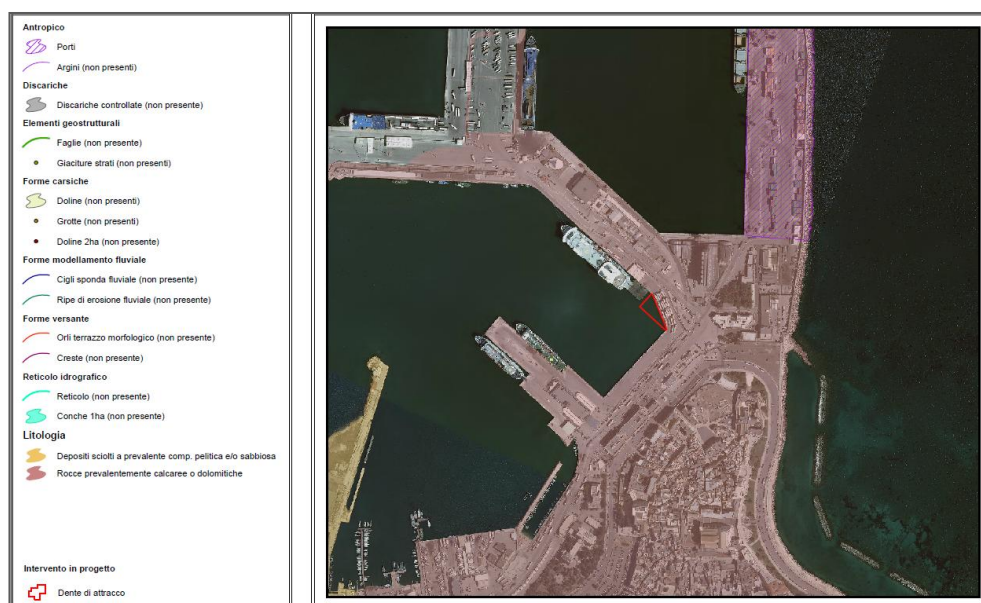 Antropico
Porti
Argini (non presenti)
Discariche
Discariche controllate (non presente)
Elementi geostrutturali
Faglie (non presente)
Giaciture strati (non presenti)
Forme carsiche
Doline (non presenti)
Grotte (non presenti)
Doline 2ha (non presente)
Forme modellamento fluviale
Cigli sponda fluviale (non presente)
Ripe di erosione fluviale (non presente)
Forme versante
Orli terrazzo morfologico (non presente)
Creste (non presente)
Reticolo idrografico
Reticolo (non presente)
Conche 1ha (non presente)
Litologia
Depositi sciolti a prevalente comp. pelitica e/o sabbiosa
Rocce prevalentemente calcaree o dolomitiche
Intervento in progetto
Dente di attracco